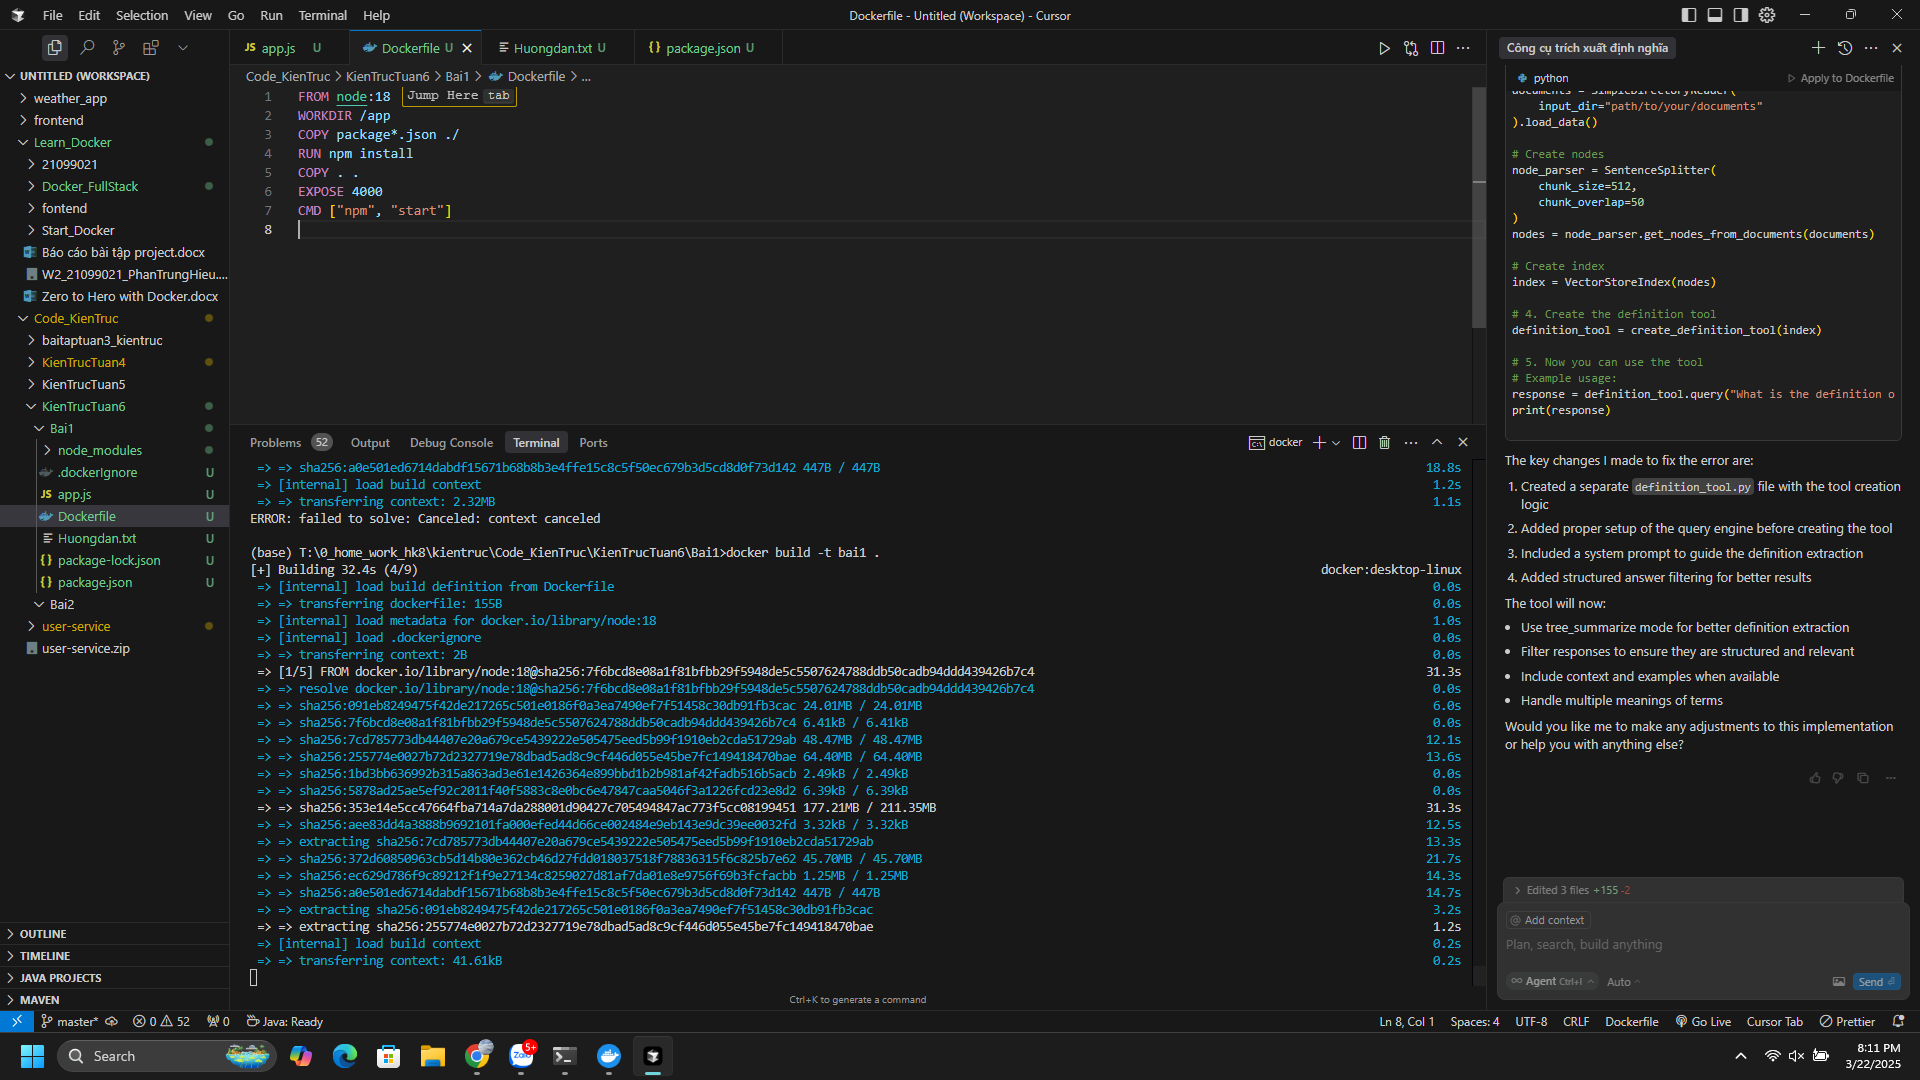 File Edit Selection View Go Run Terminal Help
Dockerfile - Untitled (Workspace) - Cursor
UNTITLED (WORKSPACE)
weather_app
frontend
Learn_Docker
21099021
Docker_FullStack
fontend
Start_Docker
Báo cáo bài tập project.docx
W2_21099021_PhanTrungHieu....
Zero to Hero with Docker.docx
Code_KienTruc
baitaptuan3_kientruc
KienTrucTuan4
KienTrucTuan5
KienTrucTuan6
Bai1
node_modules
.dockerIgnore U
JS app.js U
Dockerfile U
Huongdan.txt U
{} package-lock.json U
{} package.json U
Bai2
user-service
user-service.zip
OUTLINE
TIMELINE
JAVA PROJECTS
MAVEN
JS app.js U
Dockerfile U
Huongdan.txt U
{} package.json U
Code_KienTruc > KienTrucTuan6 > Bai1 > Dockerfile > ...
1 FROM node:18 Jump Here tab
2 WORKDIR /app
3 COPY package*.json ./
4 RUN npm install
5 COPY . .
6 EXPOSE 4000
7 CMD ["npm", "start"]
8
Problems 52 Output Debug Console Terminal Ports
docker
=> => sha256:a0e501ed6714dabdf15671b68b8b3e4ffe15c8c5f50ec679b3d5cd8d0f73d142 447B / 447B 18.8s
=> [internal] load build context 1.2s
=> => transferring context: 2.32MB 1.1s
ERROR: failed to solve: Canceled: context canceled
(base) T:\0_home_work_hk8\kientruc\Code_KienTruc\KienTrucTuan6\Bai1>docker build -t bai1 .
[+] Building 32.4s (4/9) docker:desktop-linux
=> [internal] load build definition from Dockerfile 0.0s
=> => transferring dockerfile: 155B 0.0s
=> [internal] load metadata for docker.io/library/node:18 1.0s
=> [internal] load .dockerignore 0.0s
=> => transferring context: 2B 0.0s
=> [1/5] FROM docker.io/library/node:18@sha256:7f6bcd8e08a1f81bfbb29f5948de5c5507624788ddb50cadb94ddd439426b7c4 31.3s
=> => resolve docker.io/library/node:18@sha256:7f6bcd8e08a1f81bfbb29f5948de5c5507624788ddb50cadb94ddd439426b7c4 0.0s
=> => sha256:091eb8249475f42de217265c501e0186f0a3ea7490ef7f51458c30db91fb3cac 24.01MB / 24.01MB 6.0s
=> => sha256:7f6bcd8e08a1f81bfbb29f5948de5c5507624788ddb50cadb94ddd439426b7c4 6.41kB / 6.41kB 0.0s
=> => sha256:7cd785773db44407e20a679ce5439222e505475eed5b99f1910eb2cda51729ab 48.47MB / 48.47MB 12.1s
=> => sha256:255774e0027b72d2327719e78dbad5ad8c9cf446d055e45be7fc149418470bae 64.40MB / 64.40MB 13.6s
=> => sha256:1bd3bb636992b315a863ad3e61e1426364e899bbd1b2b981af42fadb516b5acb 2.49kB / 2.49kB 0.0s
=> => sha256:5878ad25ae5ef92c2011f40f5883c8e0bc6e47847caa5046f3a1226fcd23e8d2 6.39kB / 6.39kB 0.0s
=> => sha256:353e14e5cc47664fba714a7da288001d90427c705494847ac773f5cc08199451 177.21MB / 211.35MB 31.3s
=> => sha256:aee83dd4a3888b9692101fa000efed44d66ce002484e9eb143e9dc39ee0032fd 3.32kB / 3.32kB 12.5s
=> => extracting sha256:7cd785773db44407e20a679ce5439222e505475eed5b99f1910eb2cda51729ab 13.3s
=> => sha256:372d60850963cb5d14b80e362cb46d27fdd018037518f78836315f6c825b7e62 45.70MB / 45.70MB 21.7s
=> => sha256:ec629d786f9c89212f1f9e27134c8259027d81af7da01e8e9756f69b3fcfacbb 1.25MB / 1.25MB 14.3s
=> => sha256:a0e501ed6714dabdf15671b68b8b3e4ffe15c8c5f50ec679b3d5cd8d0f73d142 447B / 447B 14.7s
=> => extracting sha256:091eb8249475f42de217265c501e0186f0a3ea7490ef7f51458c30db91fb3cac 3.2s
=> => extracting sha256:255774e0027b72d2327719e78dbad5ad8c9cf446d055e45be7fc149418470bae 1.2s
=> [internal] load build context 0.2s
=> => transferring context: 41.61kB 0.2s
Ctrl+K to generate a command
Công cụ trích xuất định nghĩa
python Apply to Dockerfile
documents = SimpleDirectoryReader(
input_dir="path/to/your/documents"
).load_data()
# Create nodes
node_parser = SentenceSplitter(
chunk_size=512,
chunk_overlap=50
)
nodes = node_parser.get_nodes_from_documents(documents)
# Create index
index = VectorStoreIndex(nodes)
# 4. Create the definition tool
definition_tool = create_definition_tool(index)
# 5. Now you can use the tool
# Example usage:
response = definition_tool.query("What is the definition o
print(response)
The key changes I made to fix the error are:
1. Created a separate definition_tool.py file with the tool creation
logic
2. Added proper setup of the query engine before creating the tool
3. Included a system prompt to guide the definition extraction
4. Added structured answer filtering for better results
The tool will now:
• Use tree_summarize mode for better definition extraction
• Filter responses to ensure they are structured and relevant
• Include context and examples when available
• Handle multiple meanings of terms
Would you like me to make any adjustments to this implementation
or help you with anything else?
Edited 3 files +155 -2
@ Add context
Plan, search, build anything
Agent Ctrl+I Auto Send
master* 0 52 0 Java: Ready
Ln 8, Col 1 Spaces: 4 UTF-8 CRLF Dockerfile Go Live Cursor Tab Prettier
Search
Zalo 5+
8:11 PM
3/22/2025